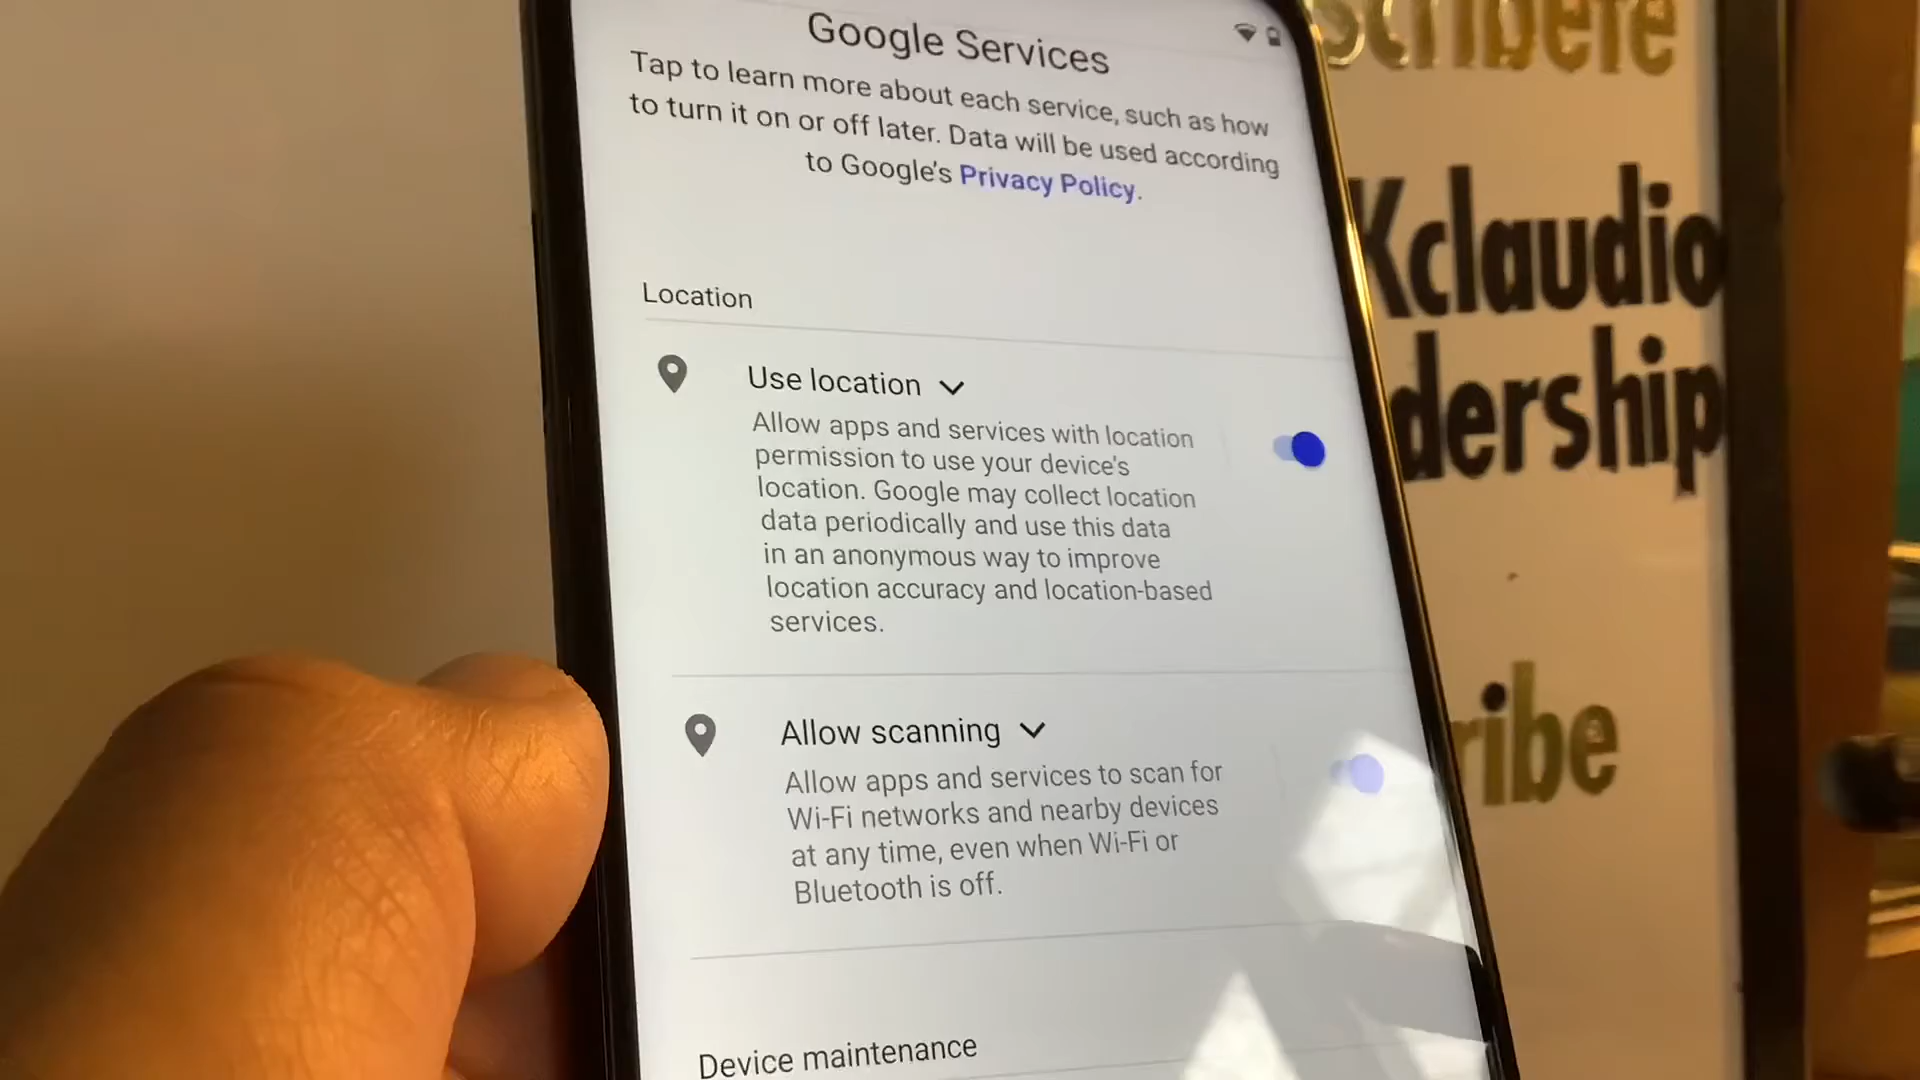 Google Services
Tap to learn more about each service, such as how
to turn it on or off later. Data will be used according
to Google's Privacy Policy.
Location
Use location
Allow apps and services with location
permission to use your device's
location. Google may collect location
data periodically and use this data
in an anonymous way to improve
location accuracy and location-based
services.
Allow scanning
Allow apps and services to scan for
Wi-Fi networks and nearby devices
at any time, even when Wi-Fi or
Bluetooth is off.
Device maintenance
scribete
Kclaudio
dership
ribe